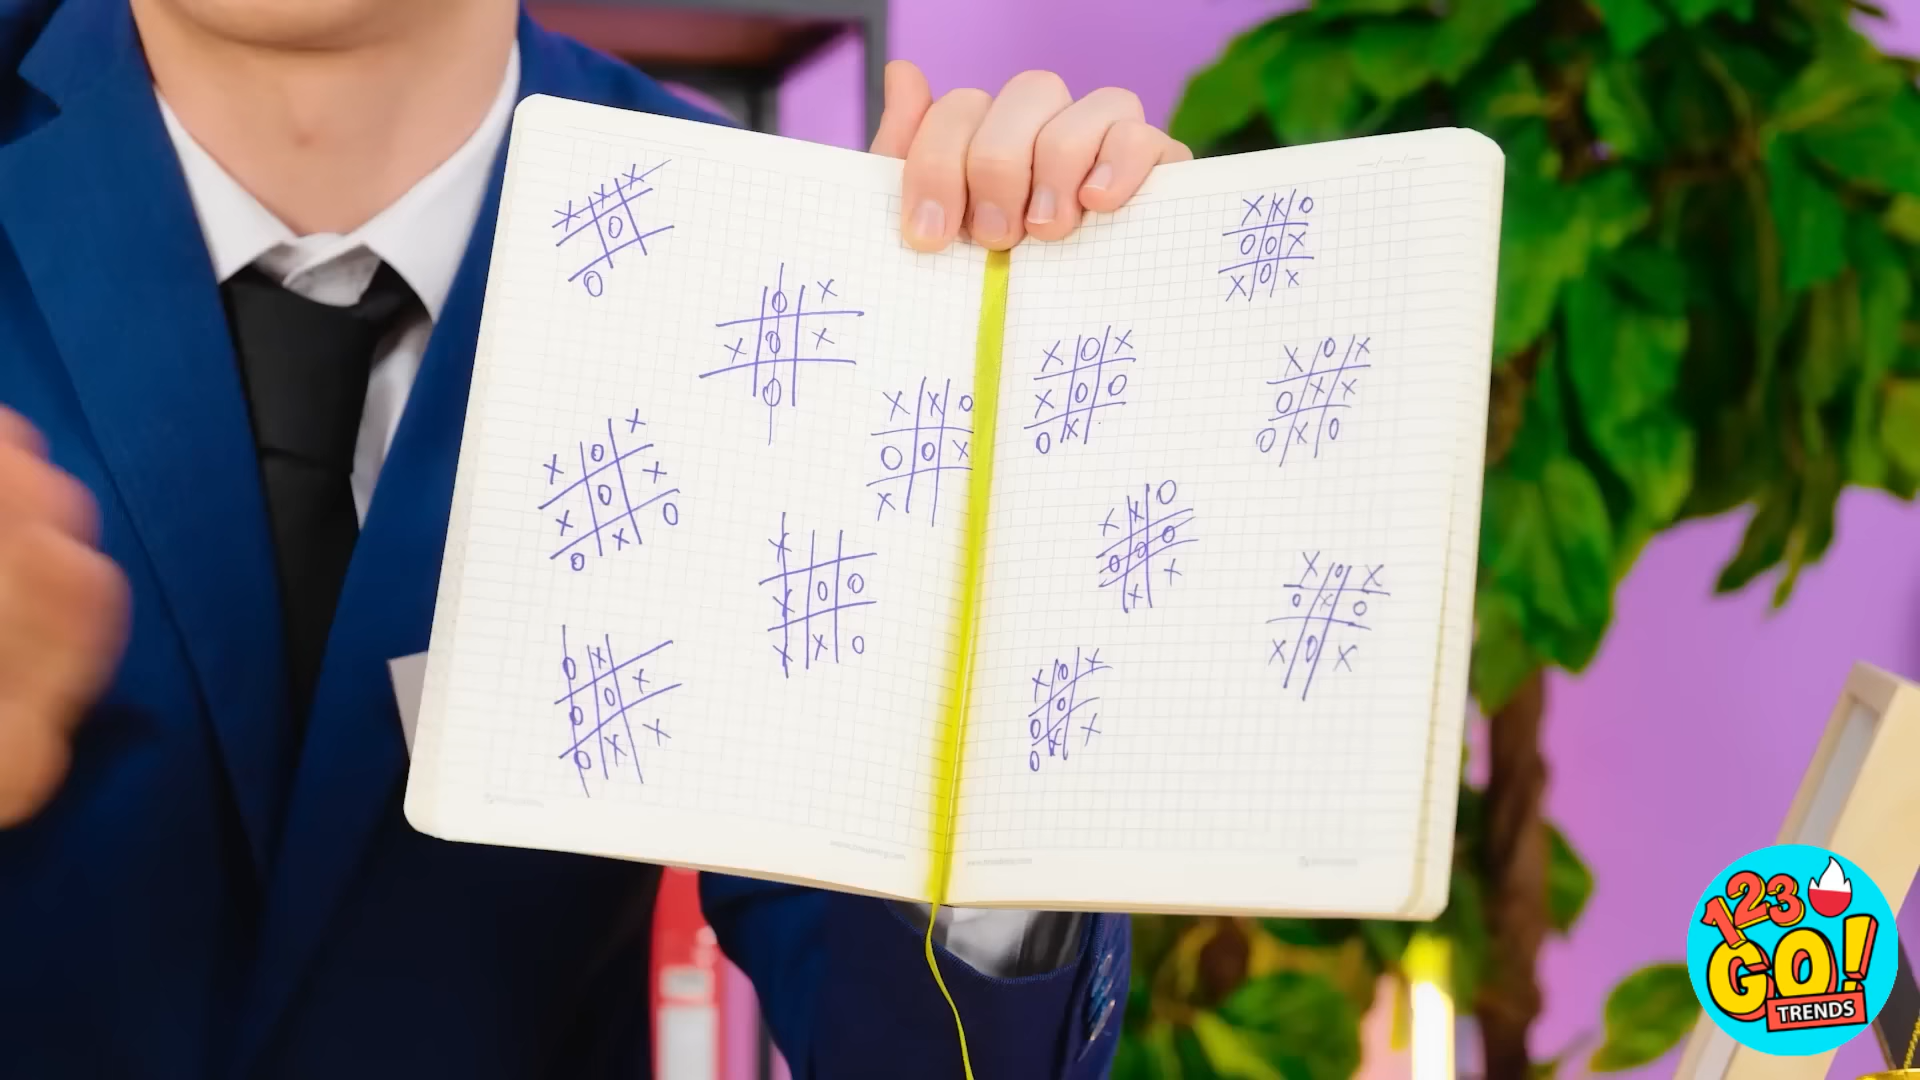 X X X
O
O
O X
X O X
O
X X O
O O X
X
O X
X O X
X O
O X
X
X O O
X X O
O X
O O X
O X X
X X O
O O X
X O X
X O X
X O O
O X
X O X
O X X
O X O
X X O
O O O
X X
X O X
O X O
X O X
X O X
O O
O X X
123
GO!
TRENDS